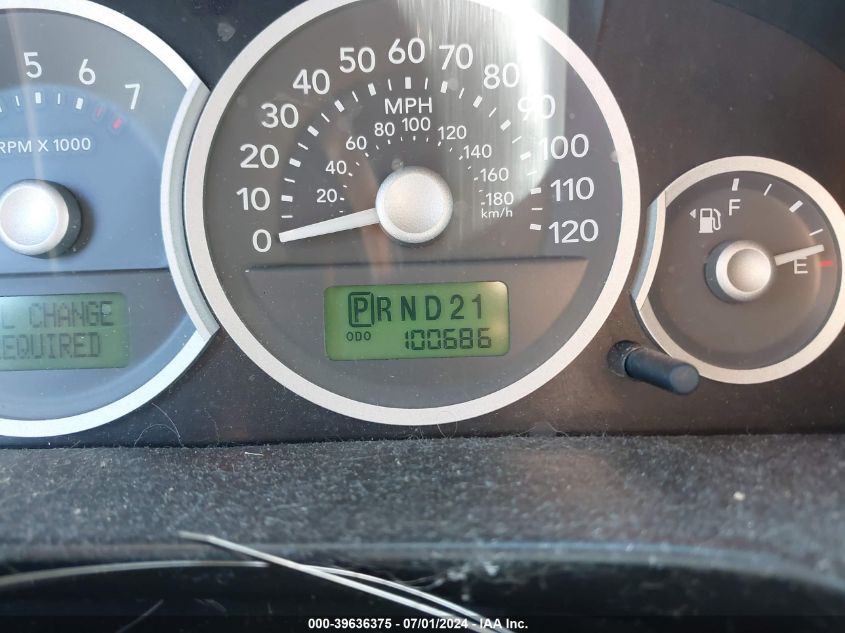 5 6 7
RPM X 1000
L CHANGE
EQUIRED
0 10 20 30 40 50 60 70 80 90 100 110 120
MPH
20 40 60 80 100 120 140 160 180
km/h
P R N D 2 1
ODO 100686
F
E
000-39636375 - 07/01/2024 - IAA Inc.